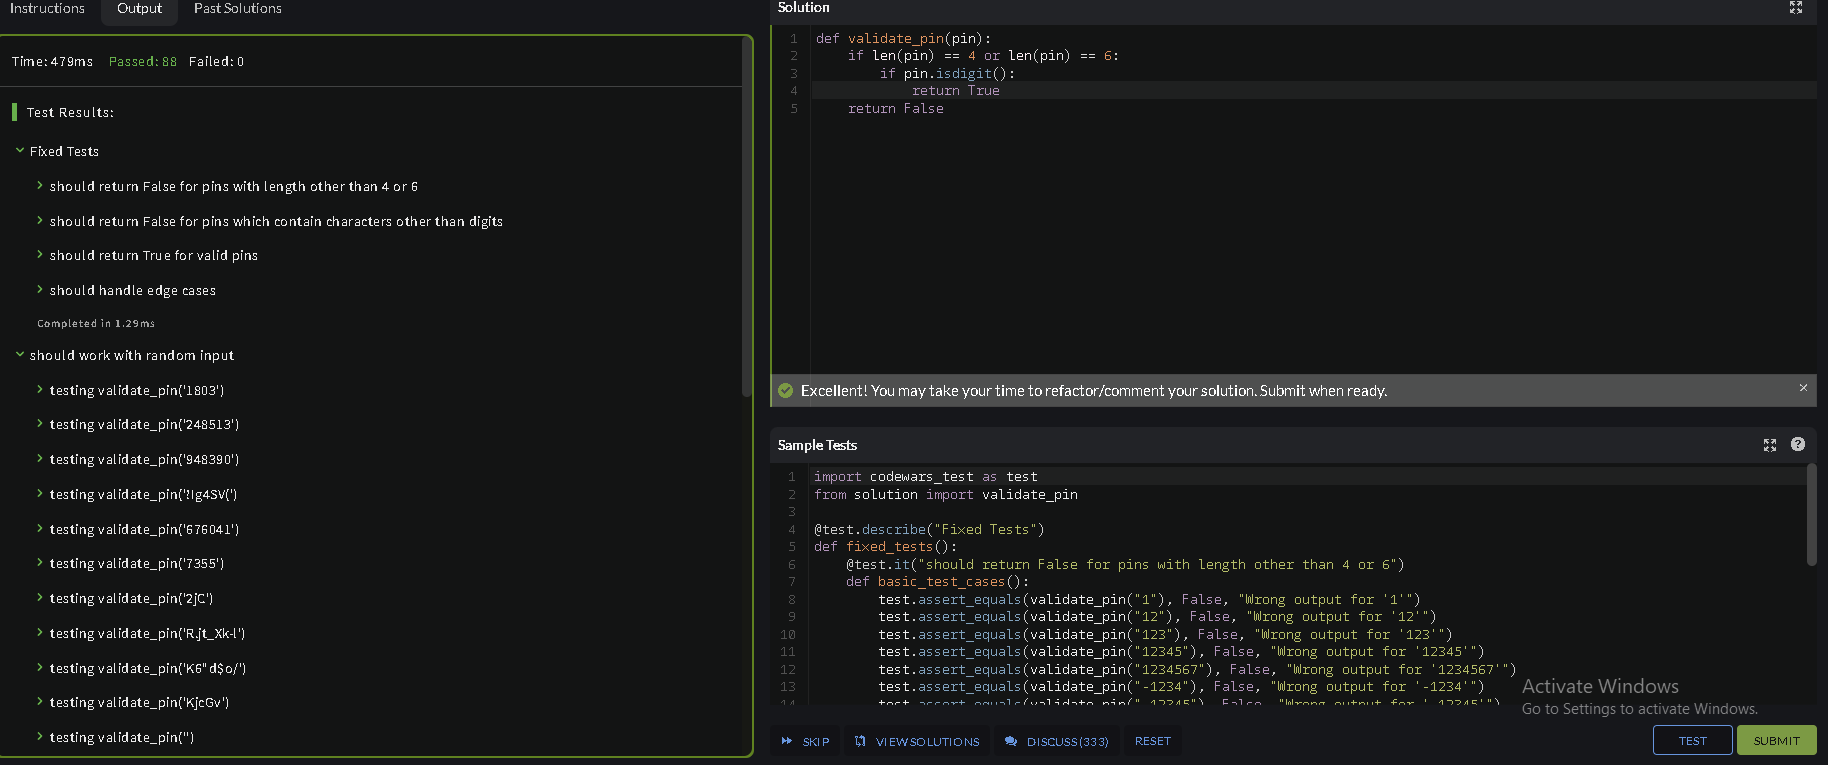 Instructions
Output
Past Solutions
Time: 479ms Passed: 88 Failed: 0
Test Results:
Fixed Tests
should return False for pins with length other than 4 or 6
should return False for pins which contain characters other than digits
should return True for valid pins
should handle edge cases
Completed in 1.29ms
should work with random input
testing validate_pin('1803')
testing validate_pin('248513')
testing validate_pin('948390')
testing validate_pin('!Ig4SV(')
testing validate_pin('676041')
testing validate_pin('7355')
testing validate_pin('2jC')
testing validate_pin('R.jt_Xk-l')
testing validate_pin('K6"d$o/')
testing validate_pin('KjcGv')
testing validate_pin('')
Solution
1 def validate_pin(pin):
2 if len(pin) == 4 or len(pin) == 6:
3 if pin.isdigit():
4 return True
5 return False
Excellent! You may take your time to refactor/comment your solution. Submit when ready.
Sample Tests
1 import codewars_test as test
2 from solution import validate_pin
3
4 @test.describe("Fixed Tests")
5 def fixed_tests():
6 @test.it("should return False for pins with length other than 4 or 6")
7 def basic_test_cases():
8 test.assert_equals(validate_pin("1"), False, "Wrong output for '1'")
9 test.assert_equals(validate_pin("12"), False, "Wrong output for '12'")
10 test.assert_equals(validate_pin("123"), False, "Wrong output for '123'")
11 test.assert_equals(validate_pin("12345"), False, "Wrong output for '12345'")
12 test.assert_equals(validate_pin("1234567"), False, "Wrong output for '1234567'")
13 test.assert_equals(validate_pin("-1234"), False, "Wrong output for '-1234'")
14 test.assert_equals(validate_pin("-12345"), False, "Wrong output for '-12345'")
Activate Windows
Go to Settings to activate Windows.
SKIP
VIEW SOLUTIONS
DISCUSS (333)
RESET
TEST
SUBMIT